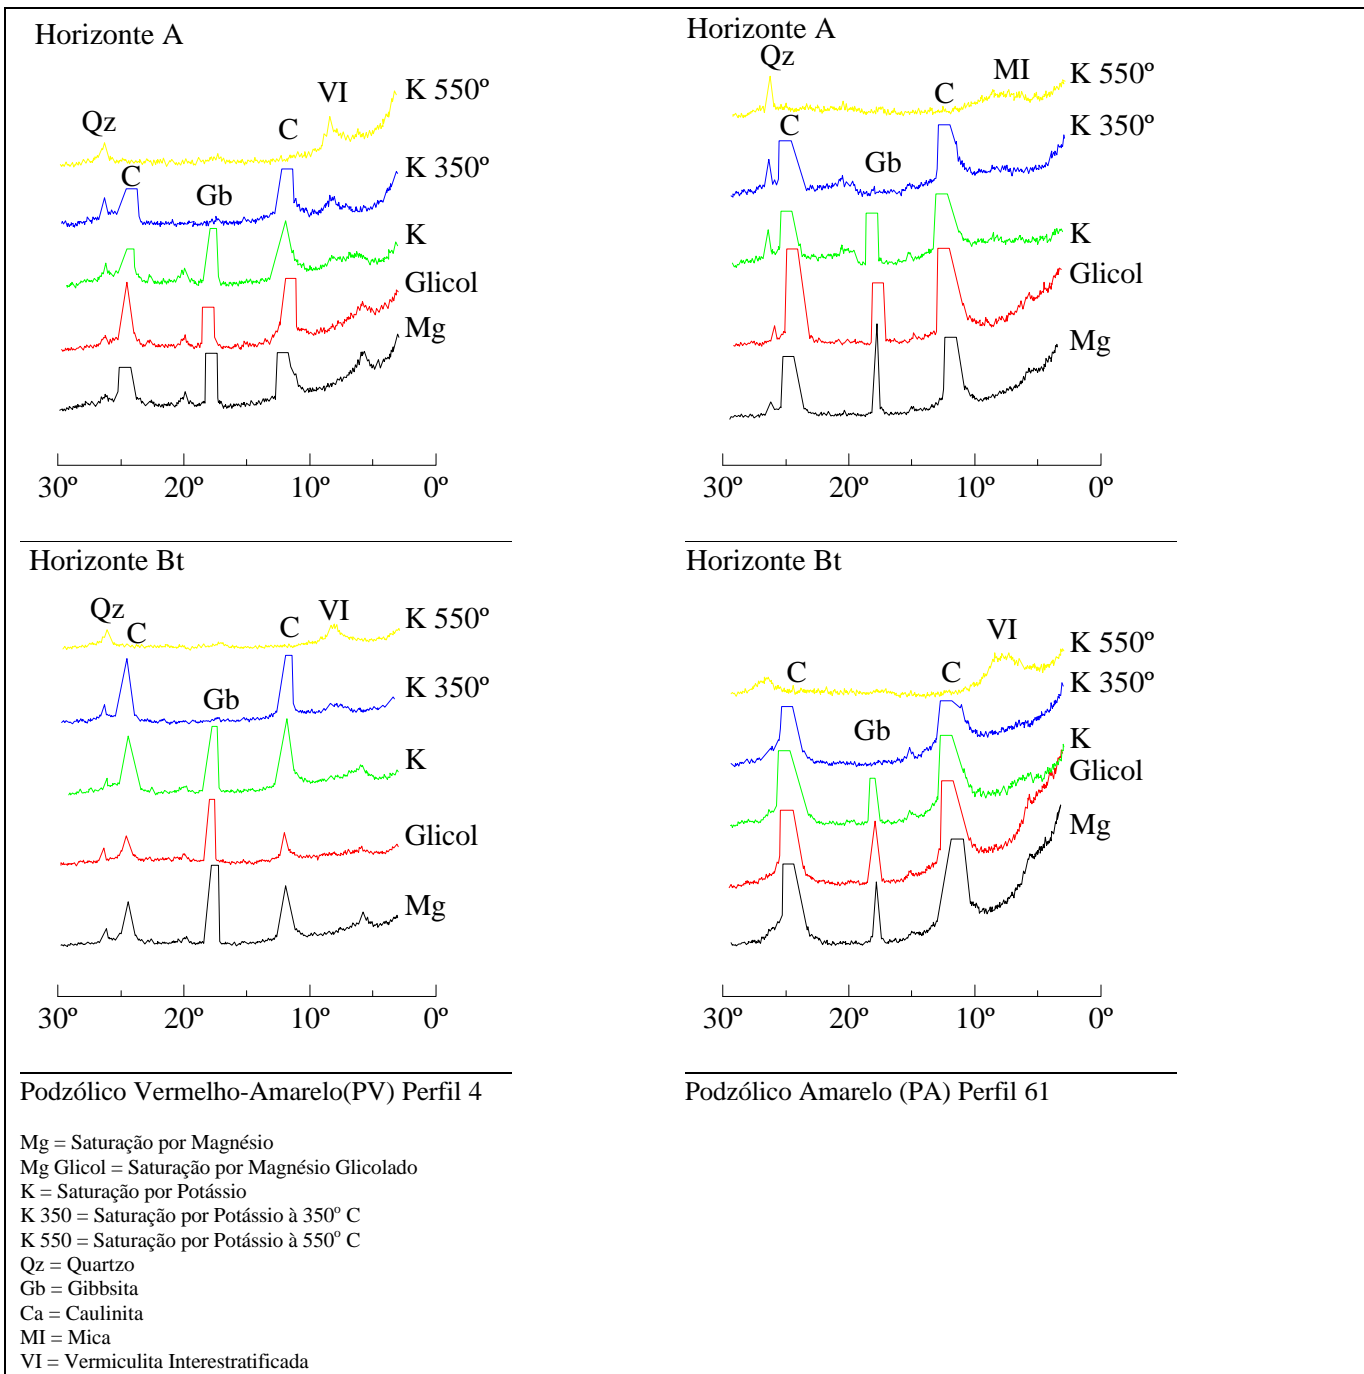 Horizonte A
Qz
C
Gb
C
VI
K 550º
K 350º
K
Glicol
Mg
30º 20º 10º 0º
Horizonte A
Qz
C
Gb
C
MI
K 550º
K 350º
K
Glicol
Mg
30º 20º 10º 0º
Horizonte Bt
Qz
C
Gb
C
VI
K 550º
K 350º
K
Glicol
Mg
30º 20º 10º 0º
Podzólico Vermelho-Amarelo(PV) Perfil 4
Horizonte Bt
C
Gb
C
VI
K 550º
K 350º
K
Glicol
Mg
30º 20º 10º 0º
Podzólico Amarelo (PA) Perfil 61
Mg = Saturação por Magnésio
Mg Glicol = Saturação por Magnésio Glicolado
K = Saturação por Potássio
K 350 = Saturação por Potássio à 350º C
K 550 = Saturação por Potássio à 550º C
Qz = Quartzo
Gb = Gibbsita
Ca = Caulinita
MI = Mica
VI = Vermiculita Interestratificada